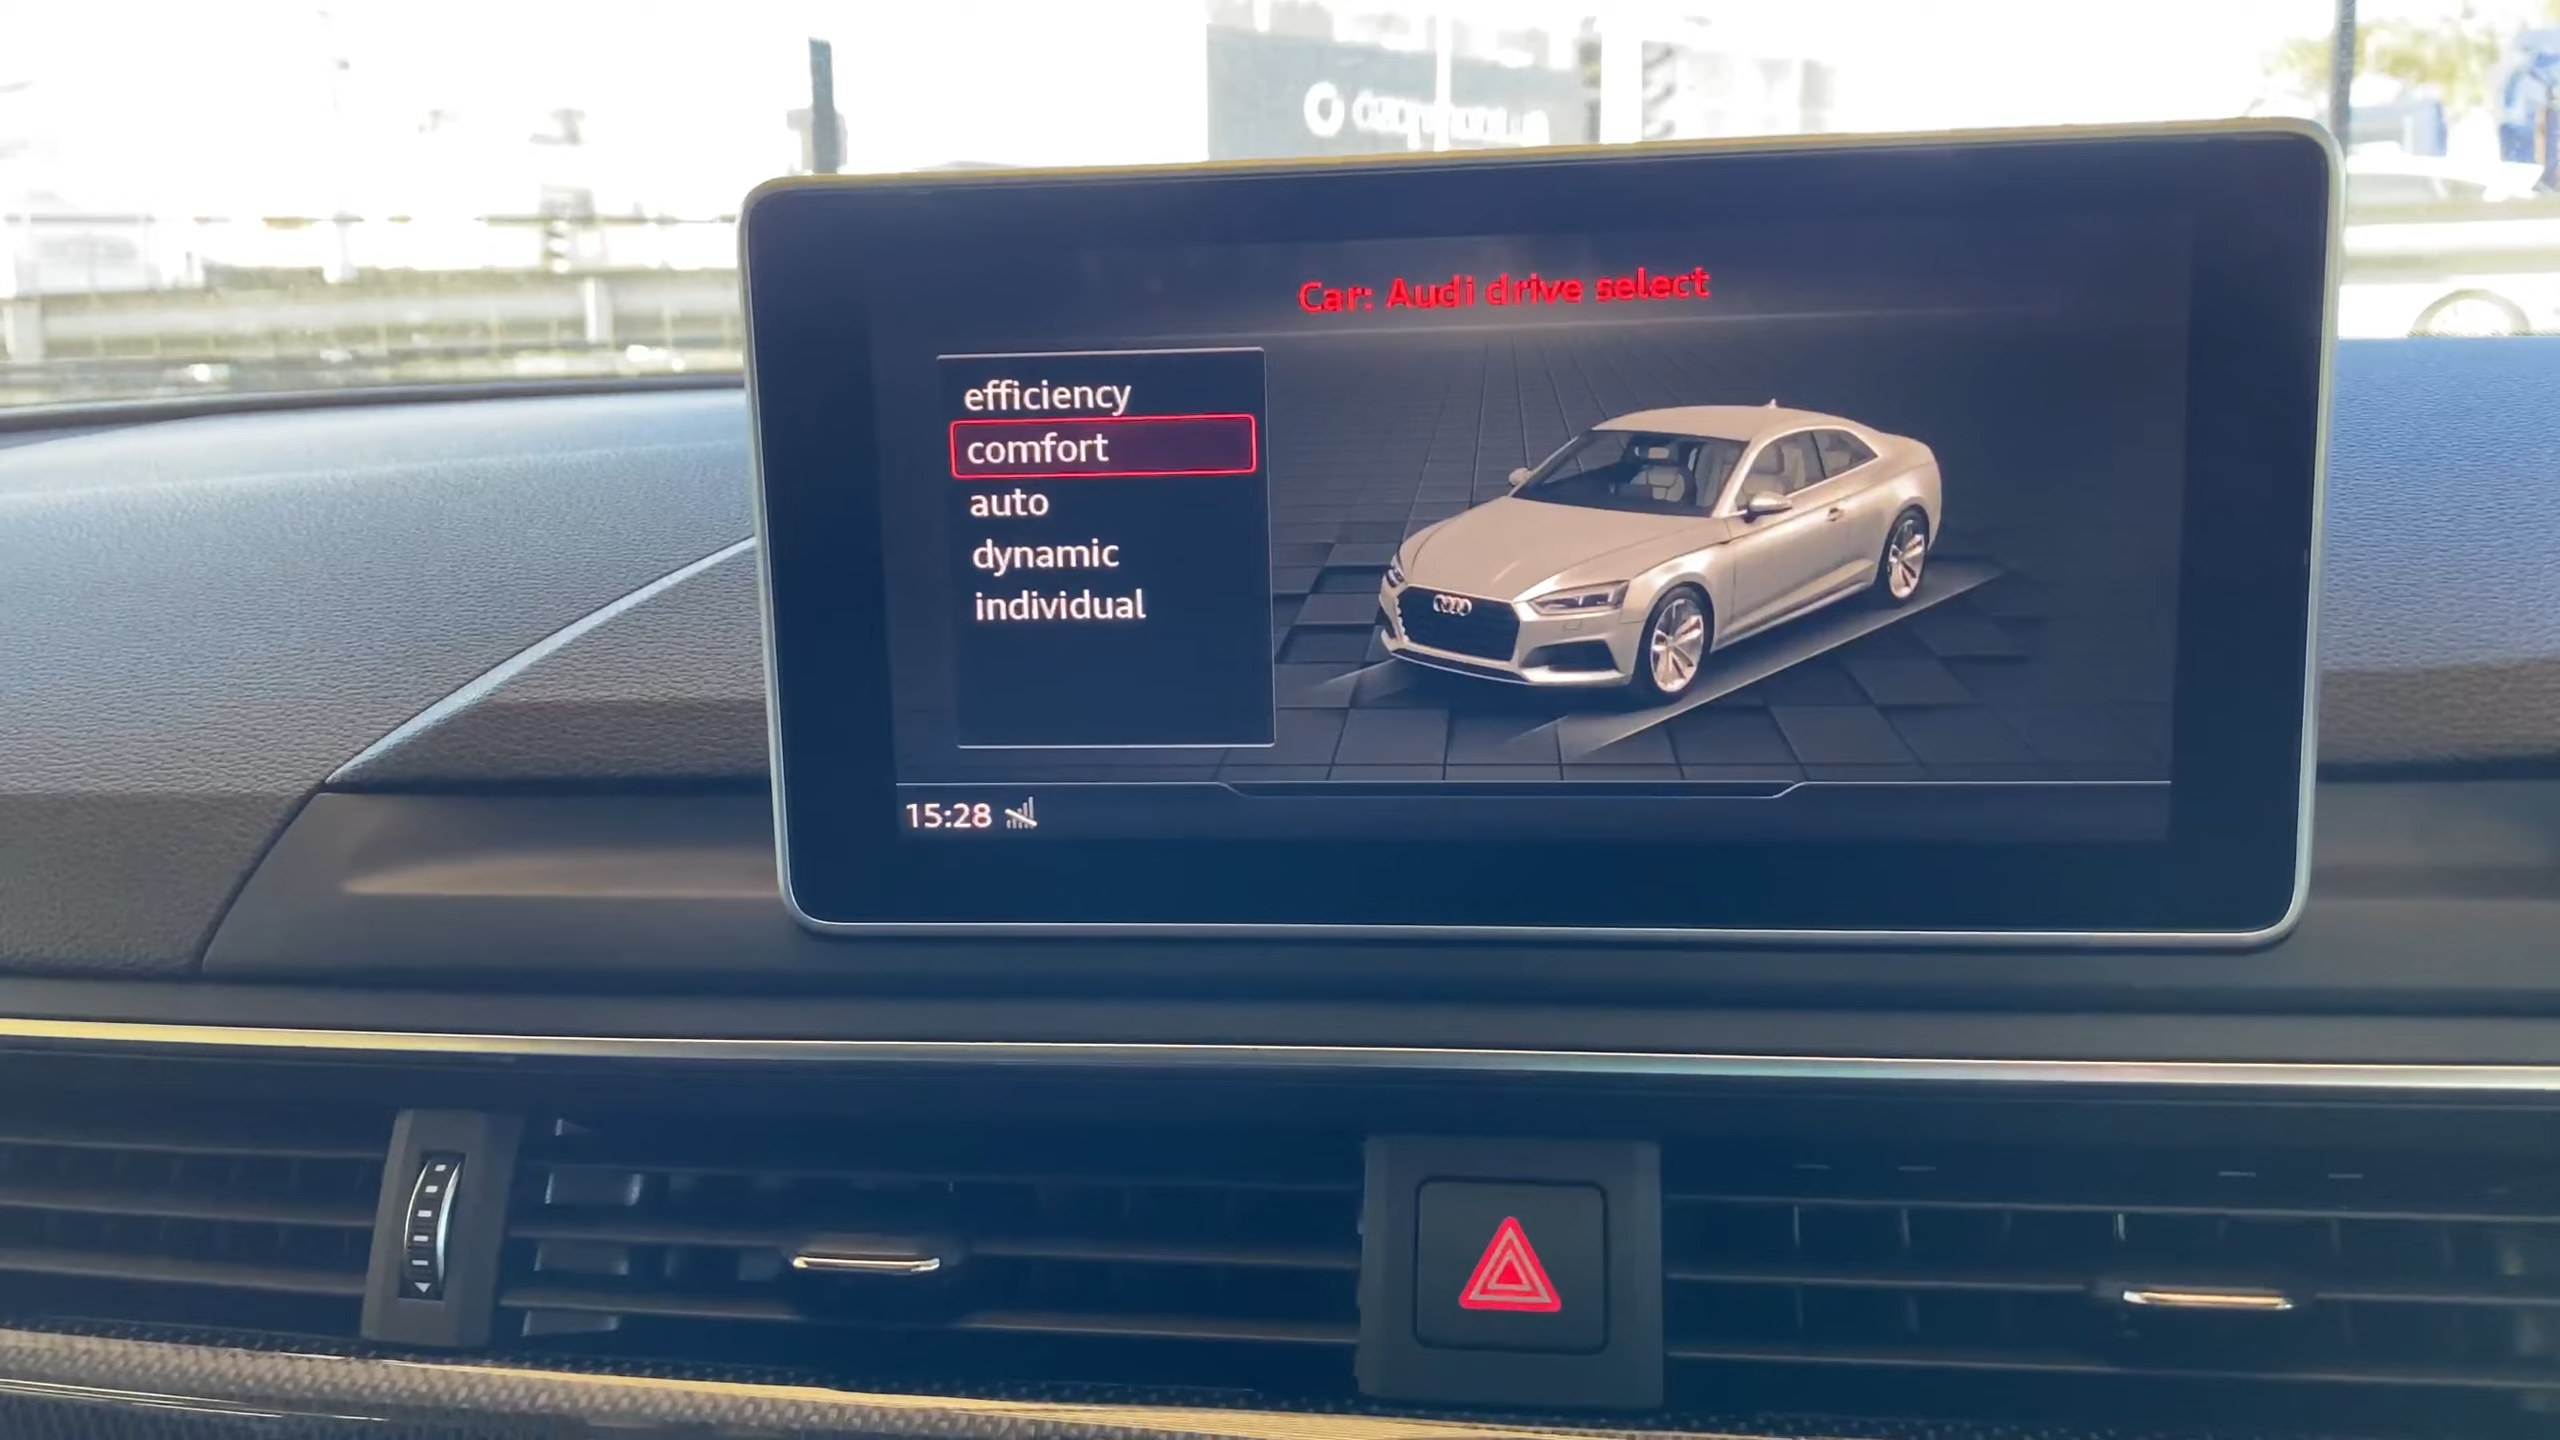 Car: Audi drive select
efficiency
comfort
auto
dynamic
individual
15:28